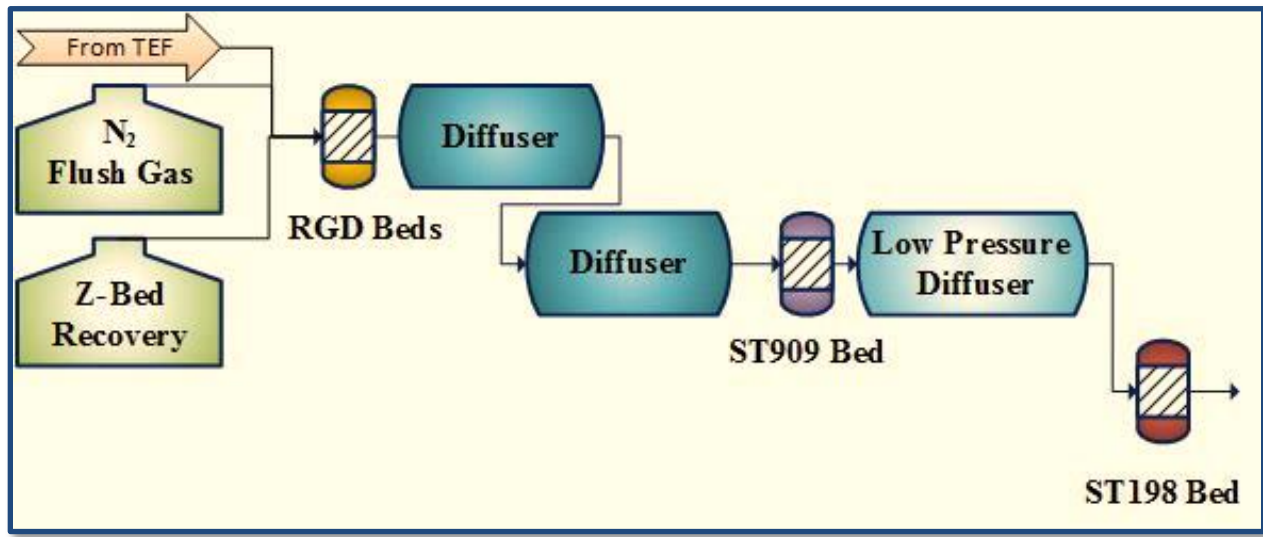 From TEF
N₂
Flush Gas
Z-Bed
Recovery
RGD Beds
Diffuser
Diffuser
ST909 Bed
Low Pressure
Diffuser
ST198 Bed